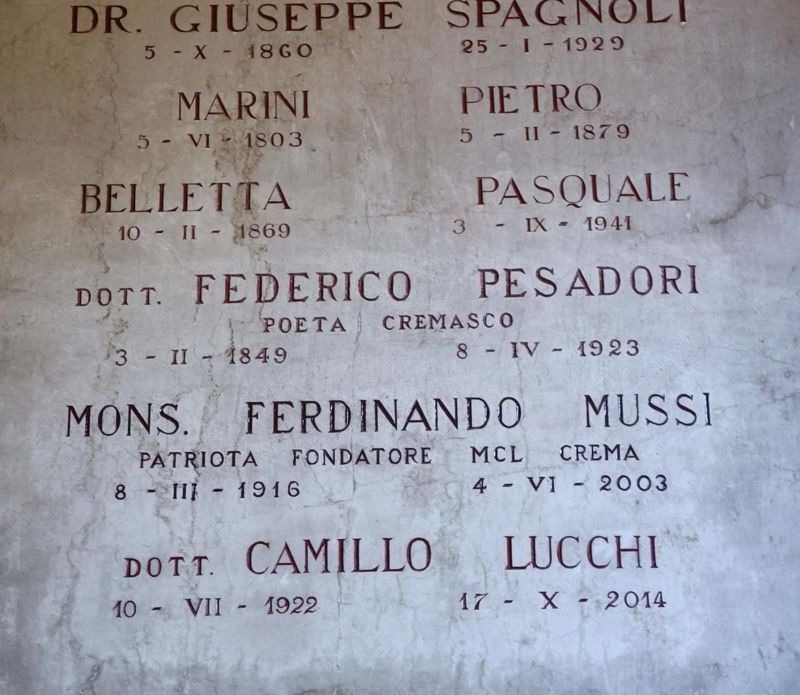 DR. GIUSEPPE SPAGNOLI
5 - X - 1860 25 - I - 1929
MARINI PIETRO
5 - VI - 1803 5 - II - 1879
BELLETTA PASQUALE
10 - II - 1869 3 - IX - 1941
DOTT. FEDERICO PESADORI
POETA CREMASCO
3 - II - 1849 8 - IV - 1923
MONS. FERDINANDO MUSSI
PATRIOTA FONDATORE MCL CREMA
8 - III - 1916 4 - VI - 2003
DOTT. CAMILLO LUCCHI
10 - VII - 1922 17 - X - 2014